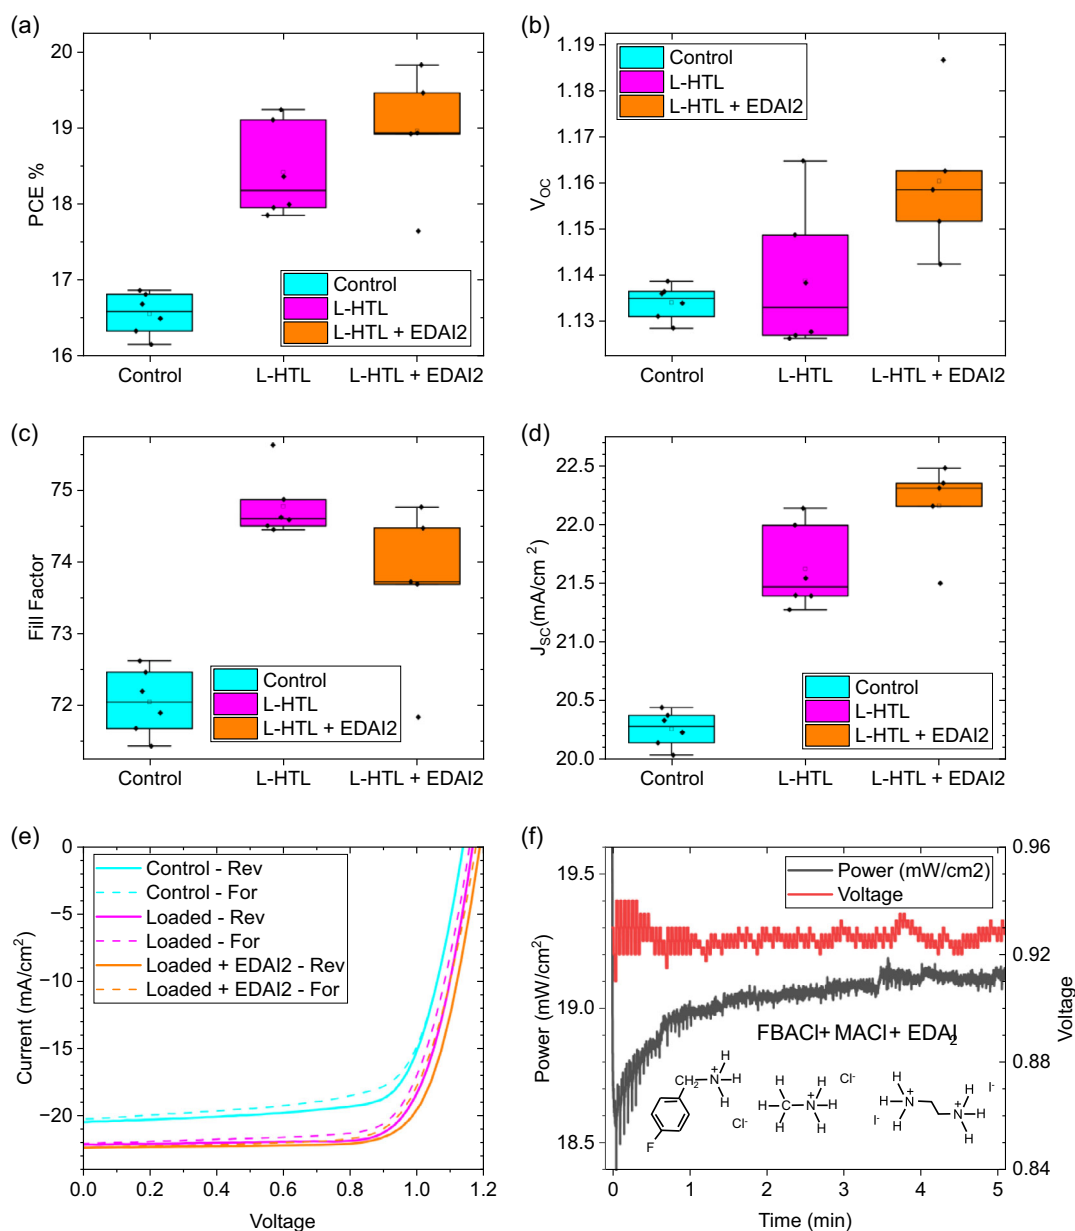 (a)
20
19
18
17
16
PCE %
Control
L-HTL
L-HTL + EDAI2
Control
L-HTL
L-HTL + EDAI2
(b)
1.19
1.18
1.17
1.16
1.15
1.14
1.13
V_OC
Control
L-HTL
L-HTL + EDAI2
Control
L-HTL
L-HTL + EDAI2
(c)
75
74
73
72
Fill Factor
Control
L-HTL
L-HTL + EDAI2
Control
L-HTL
L-HTL + EDAI2
(d)
22.5
22.0
21.5
21.0
20.5
20.0
J_SC(mA/cm ²)
Control
L-HTL
L-HTL + EDAI2
Control
L-HTL
L-HTL + EDAI2
(e)
0
−5
−10
−15
−20
Current (mA/cm²)
Control - Rev
Control - For
Loaded - Rev
Loaded - For
Loaded + EDAI2 - Rev
Loaded + EDAI2 - For
0.0 0.2 0.4 0.6 0.8 1.0 1.2
Voltage
(f)
19.5
19.0
18.5
Power (mW/cm²)
Power (mW/cm2)
Voltage
0.96
0.92
0.88
0.84
Voltage
FBACl+ MACl+ EDAI₂
F
CH₂
N
+
H
H
H
Cl⁻
H
H
H
C
N
+
H
H
H
Cl⁻
I⁻
H
H
H
N
+
N
+
H
H
H
I⁻
0 1 2 3 4 5
Time (min)